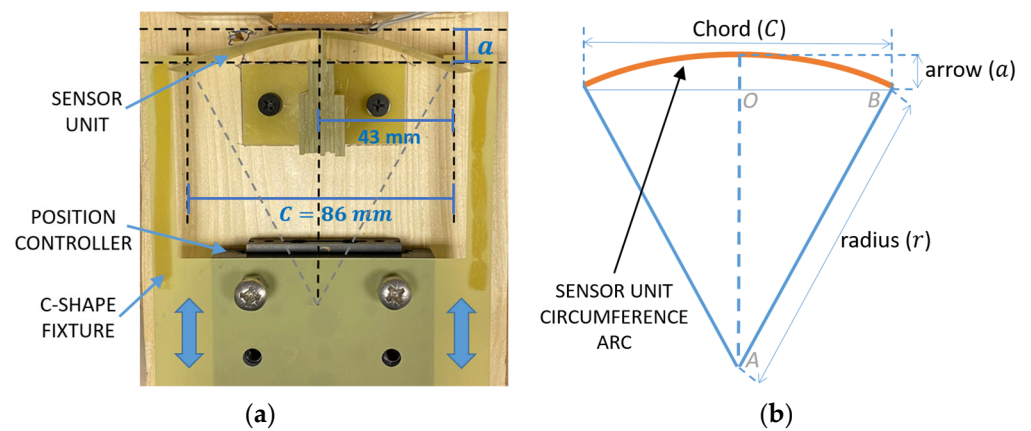 a
SENSOR
UNIT
43 mm
C = 86 mm
POSITION
CONTROLLER
C-SHAPE
FIXTURE
(a)
Chord (C)
arrow (a)
O
B
radius (r)
SENSOR UNIT
CIRCUMFERENCE
ARC
A
(b)